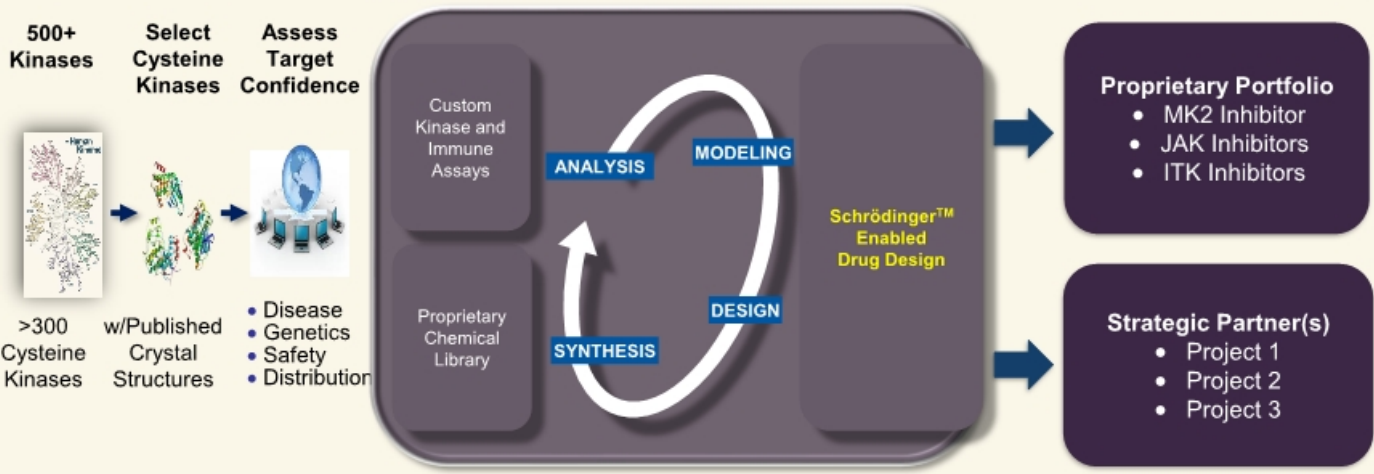 500+
Kinases
Select
Cysteine
Kinases
Assess
Target
Confidence
Human
Kinome
>300
Cysteine
Kinases
w/Published
Crystal
Structures
• Disease
• Genetics
• Safety
• Distribution
Custom
Kinase and
Immune
Assays
Proprietary
Chemical
Library
ANALYSIS
MODELING
DESIGN
SYNTHESIS
Schrödinger™
Enabled
Drug Design
Proprietary Portfolio
• MK2 Inhibitor
• JAK Inhibitors
• ITK Inhibitors
Strategic Partner(s)
• Project 1
• Project 2
• Project 3